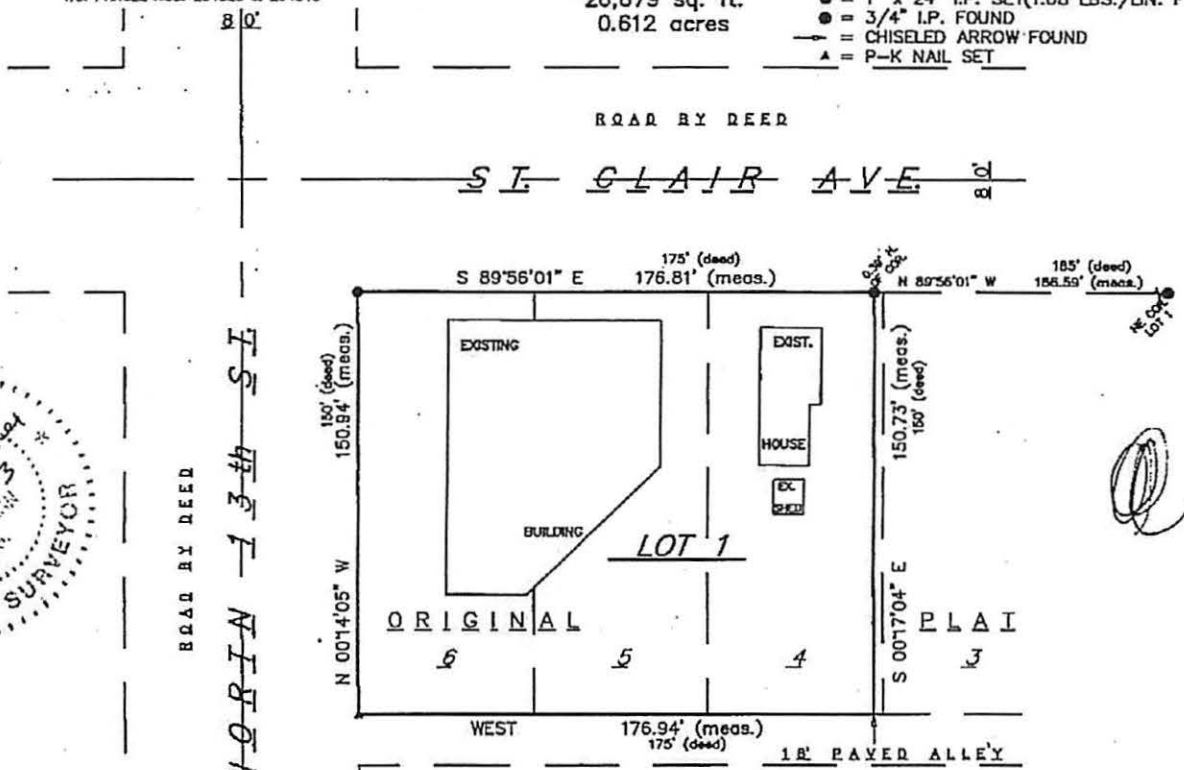 80'
26,679 sq. ft.
0.612 acres
= 3/4" I.P. FOUND
= CHISELED ARROW FOUND
= P-K NAIL SET
ROAD BY DEED
ST. CLAIR AVE.
80'
175' (deed)
S 89°56'01" E 176.81' (meas.)
185' (deed)
N 89°56'01" W 186.59' (meas.)
NE COR.
LOT 1
EXISTING
BUILDING
EXIST.
HOUSE
EX.
SHED
150' (deed)
150.94' (meas.)
N 00°14'05" W
150.73' (meas.)
150' (deed)
S 00°17'04" E
LOT 1
ORIGINAL PLAT
6 5 4 3
WEST 176.94' (meas.)
175' (deed)
18' PAVED ALLEY
ROAD BY DEED
13th ST.
SURVEYOR